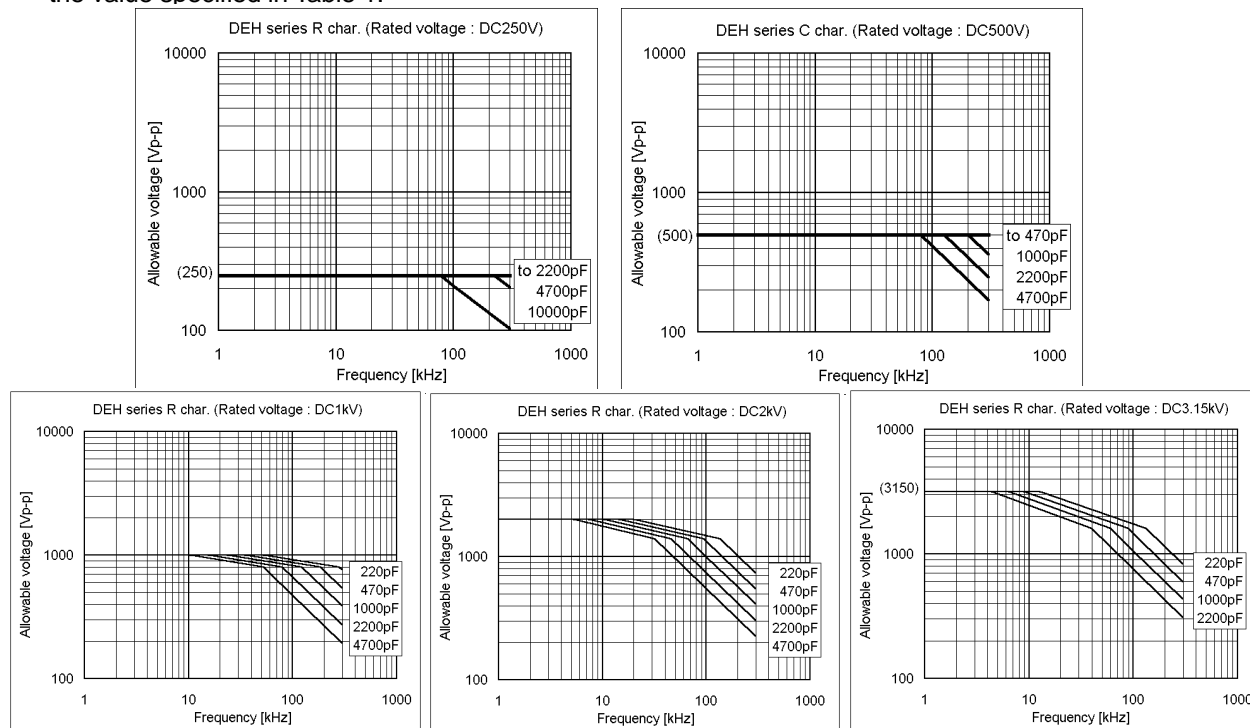 the value specified in Table 1.
DEH series R char. (Rated voltage : DC250V)
10000
1000
(250)
100
Allowable voltage [Vp-p]
to 2200pF
4700pF
10000pF
1
10
100
1000
Frequency [kHz]
DEH series C char. (Rated voltage : DC500V)
10000
1000
(500)
100
Allowable voltage [Vp-p]
to 470pF
1000pF
2200pF
4700pF
1
10
100
1000
Frequency [kHz]
DEH series R char. (Rated voltage : DC1kV)
10000
1000
100
Allowable voltage [Vp-p]
220pF
470pF
1000pF
2200pF
4700pF
1
10
100
1000
Frequency [kHz]
DEH series R char. (Rated voltage : DC2kV)
10000
1000
100
Allowable voltage [Vp-p]
220pF
470pF
1000pF
2200pF
4700pF
1
10
100
1000
Frequency [kHz]
DEH series R char. (Rated voltage : DC3.15kV)
10000
(3150)
1000
100
Allowable voltage [Vp-p]
220pF
470pF
1000pF
2200pF
1
10
100
1000
Frequency [kHz]